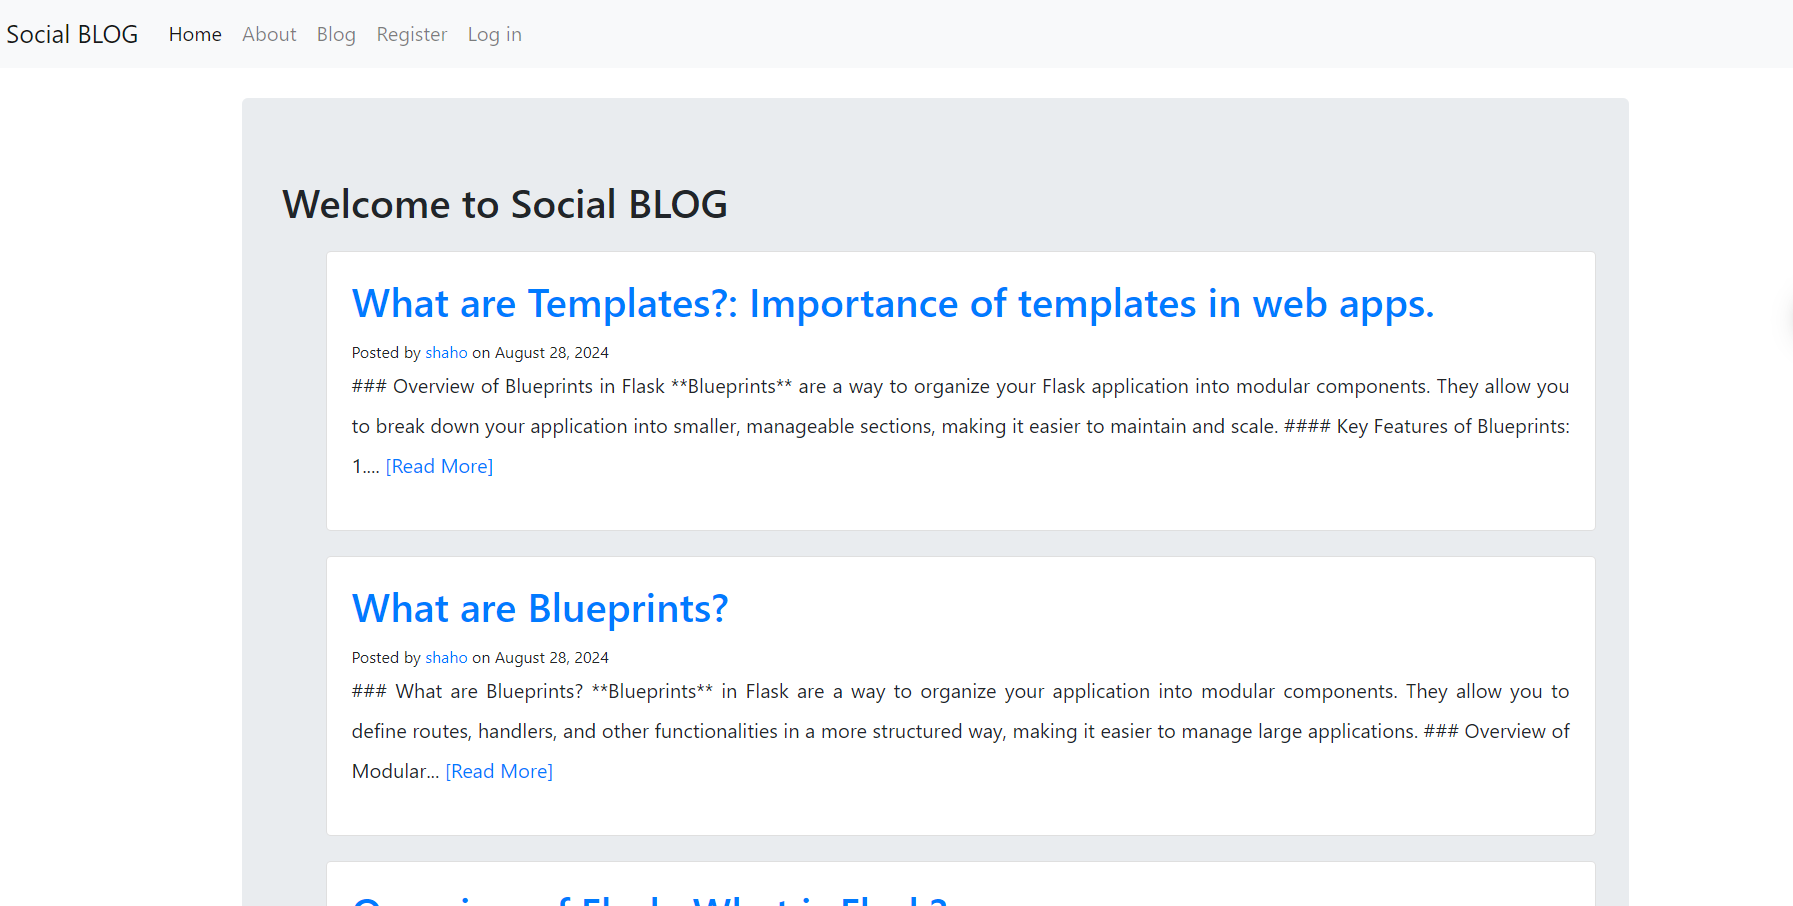 Social BLOG Home About Blog Register Log in
Welcome to Social BLOG
What are Templates?: Importance of templates in web apps.
Posted by shaho on August 28, 2024
### Overview of Blueprints in Flask **Blueprints** are a way to organize your Flask application into modular components. They allow you
to break down your application into smaller, manageable sections, making it easier to maintain and scale. #### Key Features of Blueprints:
1.... [Read More]
What are Blueprints?
Posted by shaho on August 28, 2024
### What are Blueprints? **Blueprints** in Flask are a way to organize your application into modular components. They allow you to
define routes, handlers, and other functionalities in a more structured way, making it easier to manage large applications. ### Overview of
Modular... [Read More]
Overview of Flask: What is Flask?